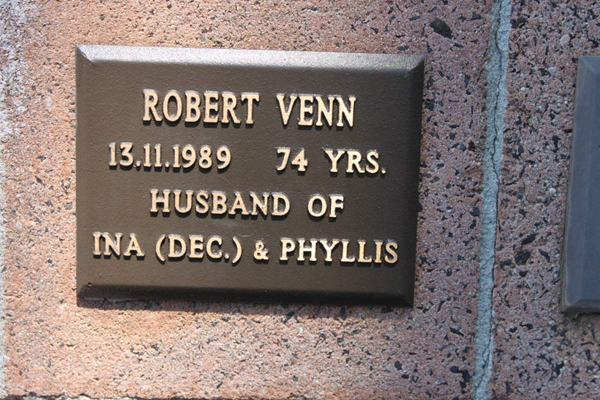 ROBERT VENN
13.11.1989 74 YRS.
HUSBAND OF
INA (DEC.) & PHYLLIS